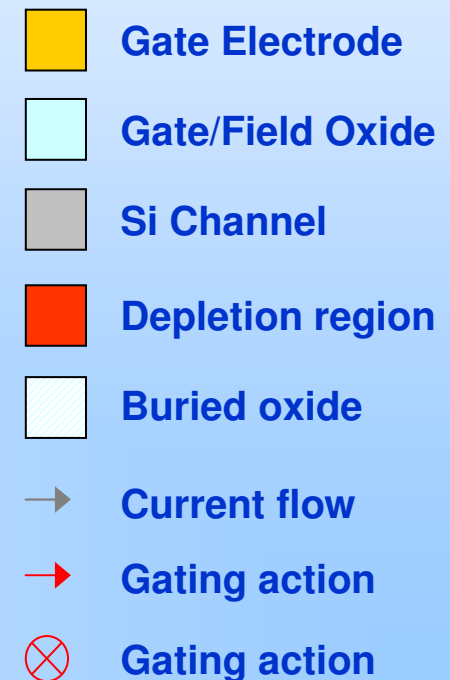 Gate Electrode
Gate/Field Oxide
Si Channel
Depletion region
Buried oxide
Current flow
Gating action
Gating action